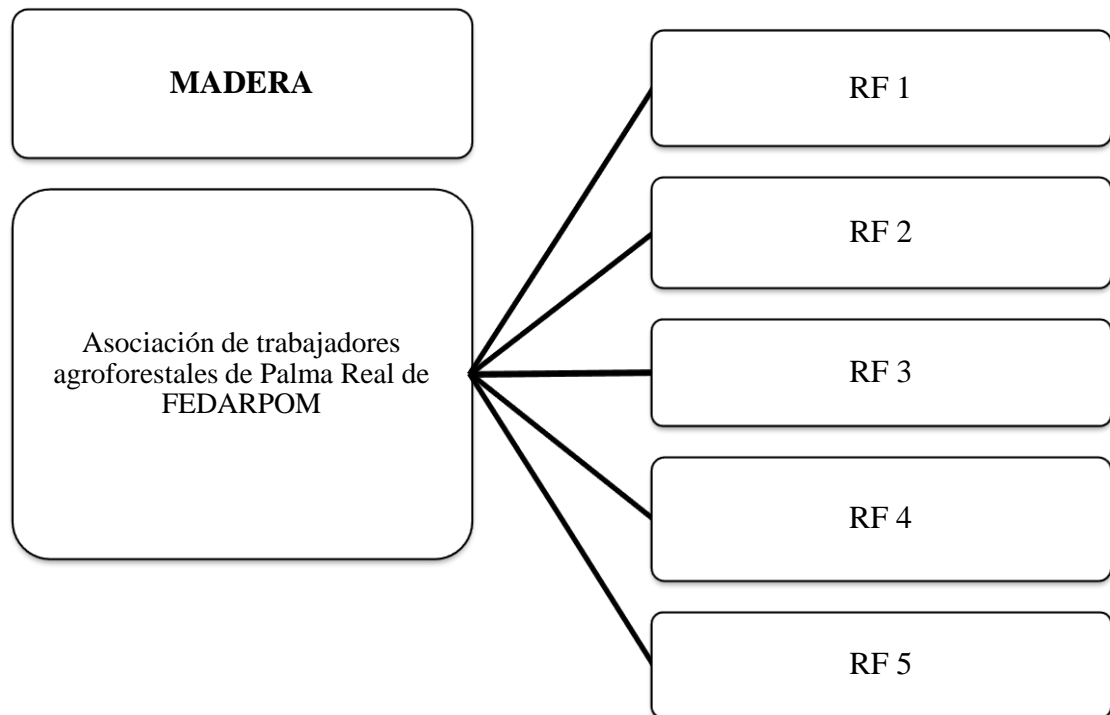 MADERA
Asociación de trabajadores
agroforestales de Palma Real de
FEDARPOM
RF 1
RF 2
RF 3
RF 4
RF 5